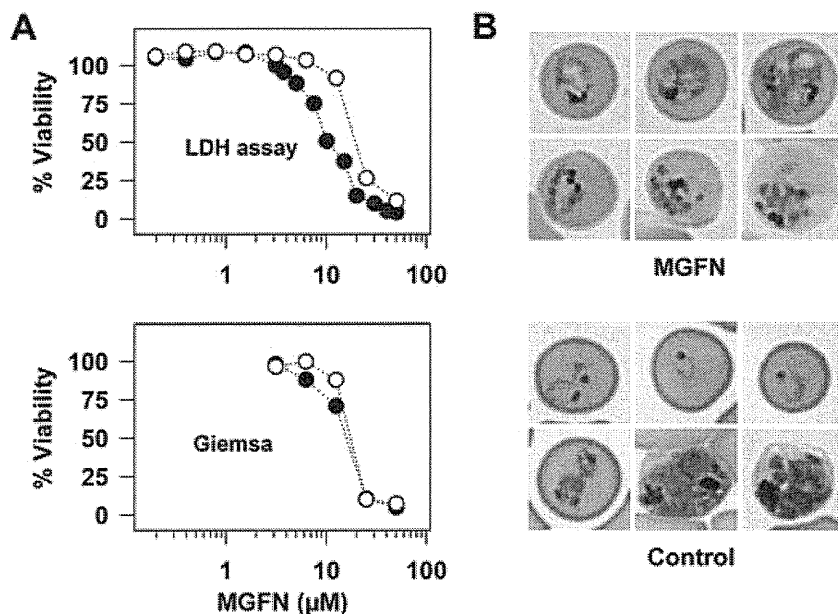 A
B
% Viability
100
75
50
25
0
LDH assay
1
10
100
MGFN
% Viability
100
75
50
25
0
Giemsa
1
10
100
MGFN (µM)
Control